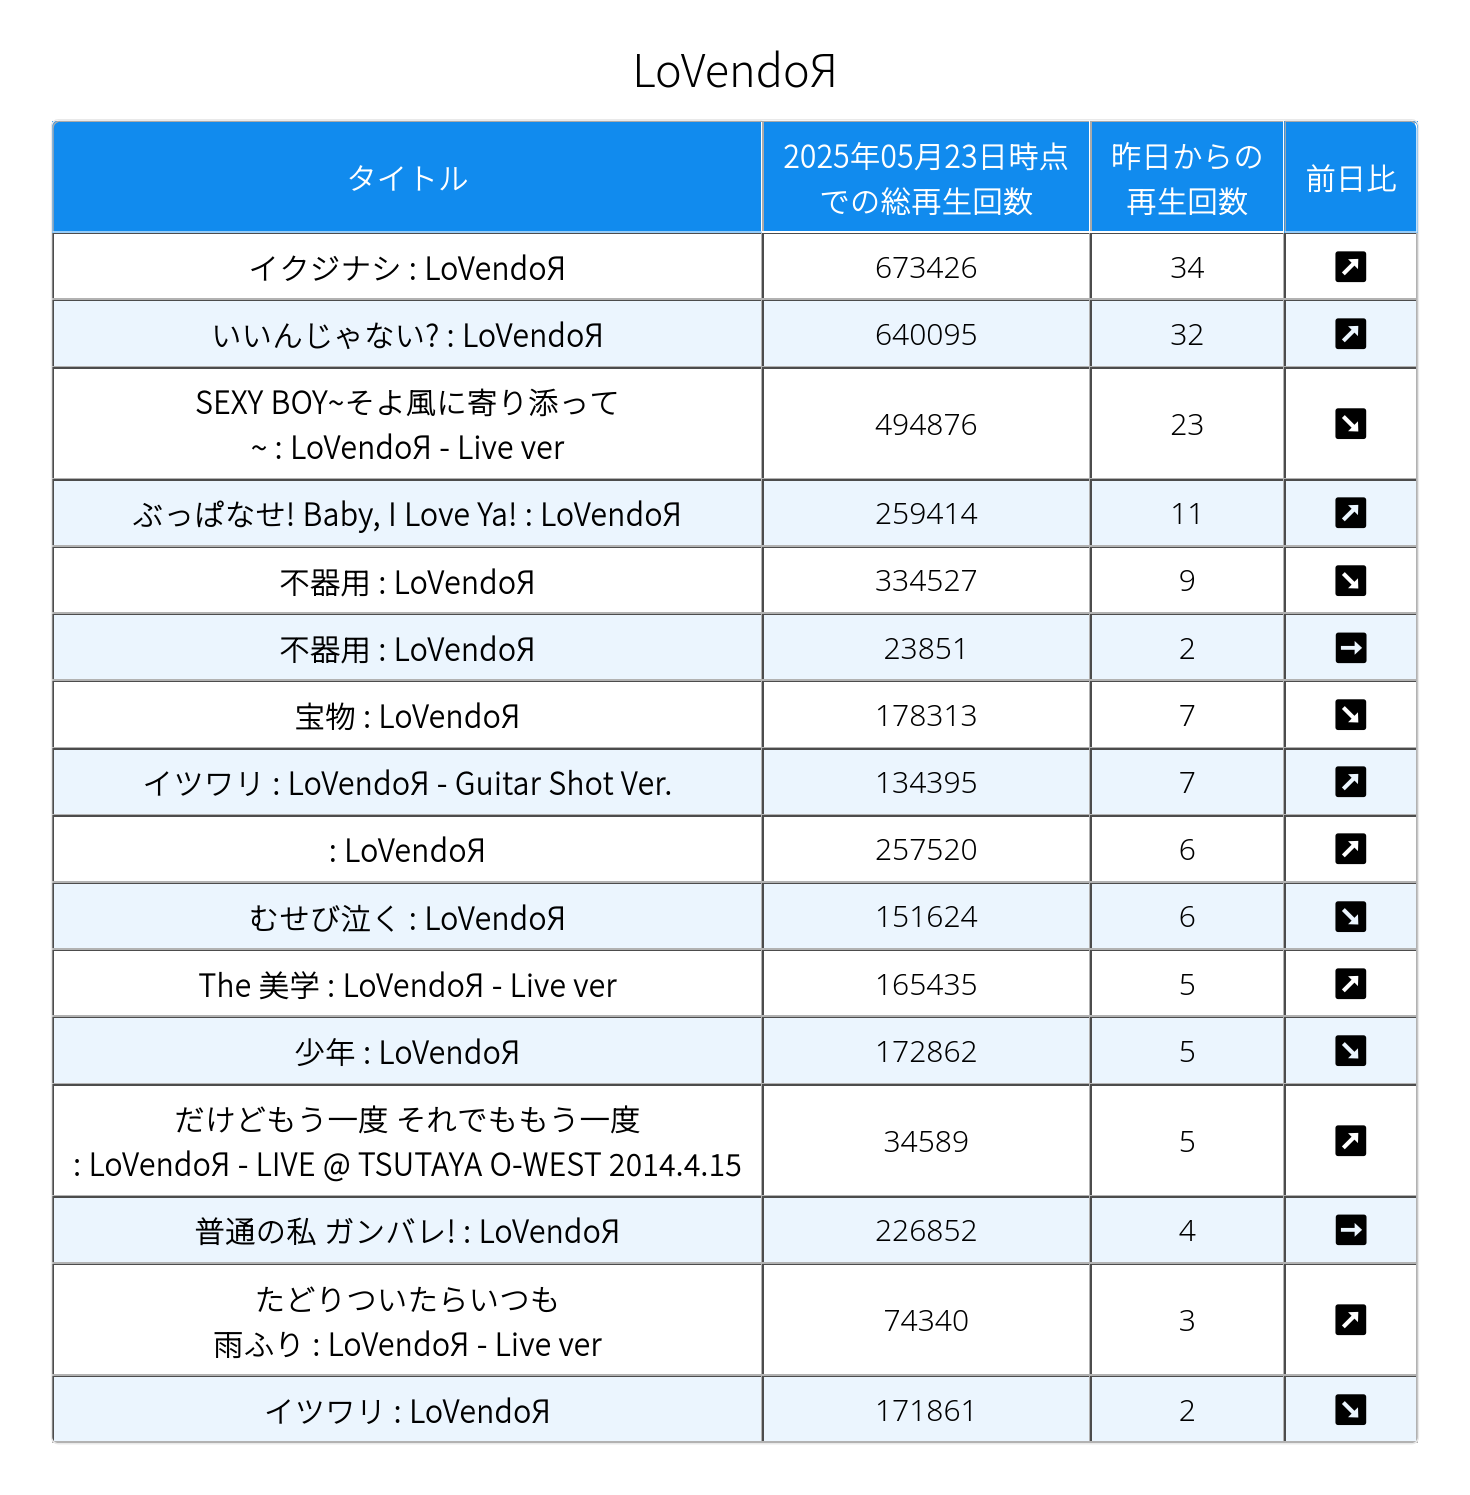 LoVendoЯ
タイトル
2025年05月23日時点
での総再生回数
昨日からの
再生回数
前日比
イクジナシ : LoVendoЯ 673426 34
いいんじゃない? : LoVendoЯ 640095 32
SEXY BOY~そよ風に寄り添って
~ : LoVendoЯ - Live ver
494876 23
ぶっぱなせ! Baby, I Love Ya! : LoVendoЯ 259414 11
不器用 : LoVendoЯ 334527 9
不器用 : LoVendoЯ 23851 2
宝物 : LoVendoЯ 178313 7
イツワリ : LoVendoЯ - Guitar Shot Ver. 134395 7
: LoVendoЯ 257520 6
むせび泣く : LoVendoЯ 151624 6
The 美学 : LoVendoЯ - Live ver 165435 5
少年 : LoVendoЯ 172862 5
だけどもう一度 それでももう一度
: LoVendoЯ - LIVE @ TSUTAYA O-WEST 2014.4.15
34589 5
普通の私 ガンバレ! : LoVendoЯ 226852 4
たどりついたらいつも
雨ふり : LoVendoЯ - Live ver
74340 3
イツワリ : LoVendoЯ 171861 2